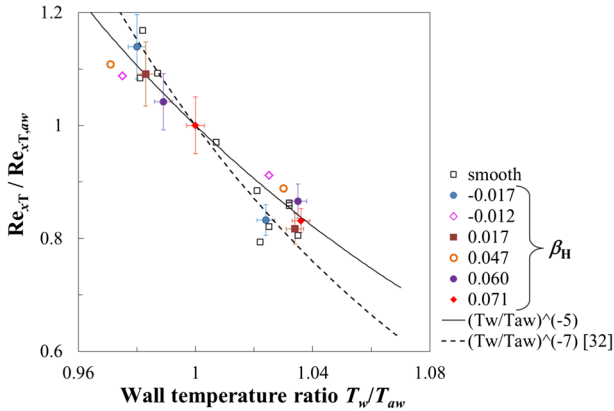 1.2
1
0.8
0.6
Re_xT / Re_xT,aw
0.96
1
1.04
1.08
Wall temperature ratio T_w/T_aw
smooth
-0.017
-0.012
0.017
0.047
0.060
0.071
β_H
(Tw/Taw)^(-5)
(Tw/Taw)^(-7) [32]